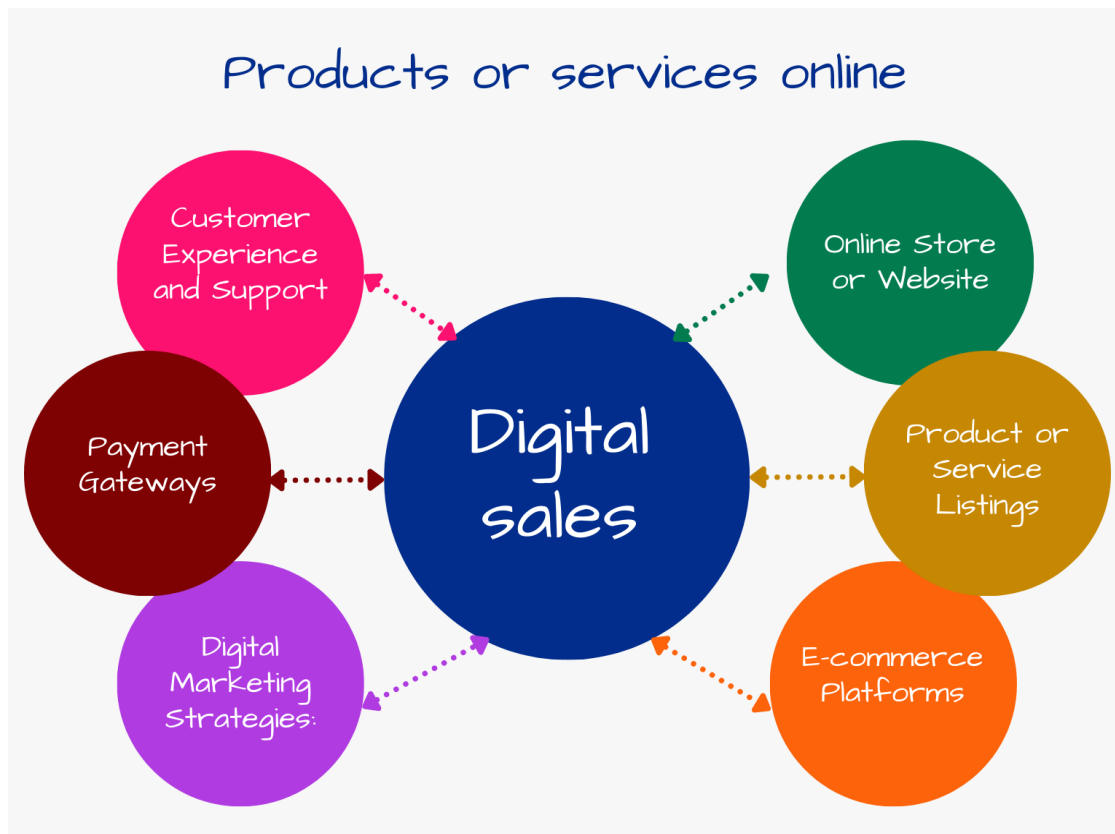 Products or services online
Customer
Experience
and Support
Online Store
or Website
Payment
Gateways
Digital
sales
Product or
Service
Listings
Digital
Marketing
Strategies:
E-commerce
Platforms